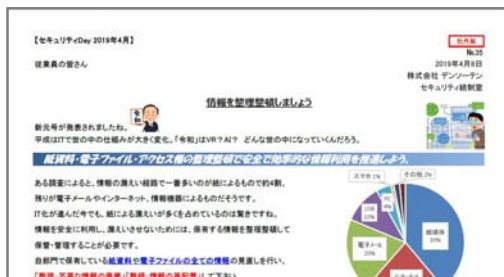 【セキュリティDay 2019年4月】
社外秘
No.35
従業員の皆さん
2019年4月8日
株式会社 デンソーテン
セキュリティ統制室
情報を整理整頓しましょう
令和
新元号が発表されましたね。
平成はITで世の中の仕組みが大きく変化。「令和」はVR?AI? どんな世の中になっていくんだろう。
紙資料・電子ファイル・アクセス権の整理整頓で安全で効率的な情報利用を推進しよう。
ある調査によると、情報の漏えい経路で一番多いのが紙によるもので約4割、
残りが電子メールやインターネット、情報機器によるものだそうです。
IT化が進んだ今でも、紙による漏えいが多くを占めているのは驚きですね。
情報を安全に利用し、漏えいさせないためには、保有する情報を整理整頓して
保管・管理することが必要です。
自部門で保有している紙資料や電子ファイルの全ての情報の見直しを行い、
スマホ 1%
その他 2%
PC
4%
USB
電子メール
20%
紙媒体